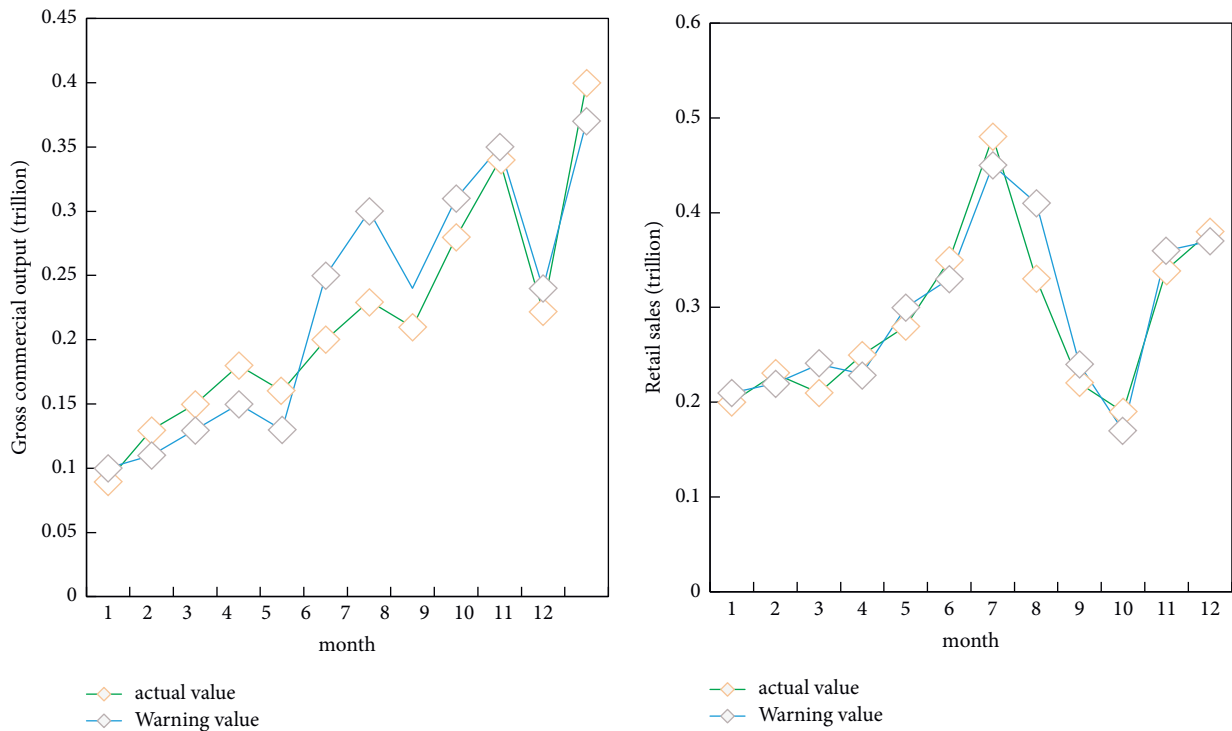 Gross commercial output (trillion)
0.45
0.4
0.35
0.3
0.25
0.2
0.15
0.1
0.05
0
1 2 3 4 5 6 7 8 9 10 11 12
month
actual value
Warning value
Retail sales (trillion)
0.6
0.5
0.4
0.3
0.2
0.1
0
1 2 3 4 5 6 7 8 9 10 11 12
month
actual value
Warning value